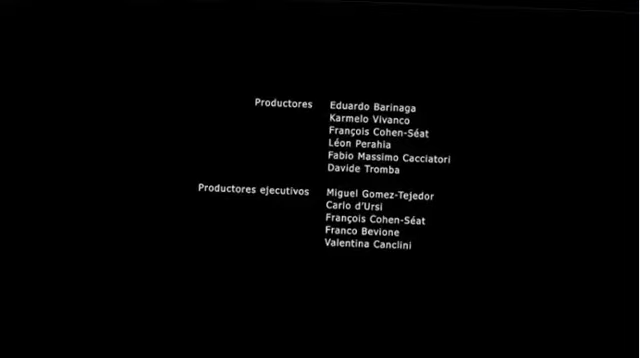 Productores Eduardo Barinaga
Karmelo Vivanco
François Cohen-Séat
Léon Perahia
Fabio Massimo Cacciatori
Davide Tromba
Productores ejecutivos Miguel Gomez-Tejedor
Carlo d'Ursi
François Cohen-Séat
Franco Bevione
Valentina Canclini